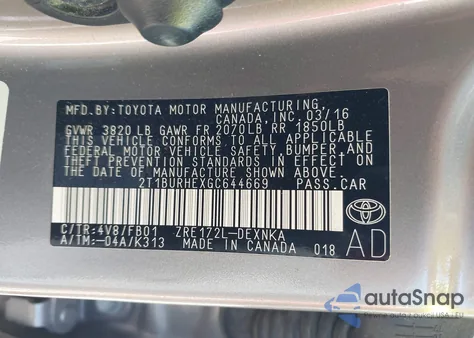 MFD.BY:TOYOTA MOTOR MANUFACTURING,
CANADA, INC. 03/16
GVWR 3820 LB GAWR FR 2070LB RR 1850LB
THIS VEHICLE CONFORMS TO ALL APPLICABLE
FEDERAL MOTOR VEHICLE SAFETY, BUMPER, AND
THEFT PREVENTION STANDARDS IN EFFECT ON
THE DATE OF MANUFACTURE SHOWN ABOVE.
2T1BURHEXGC644669 PASS.CAR
C/TR:4V8/FB01 ZRE172L-DEXNKA
A/TM:-04A/K313 MADE IN CANADA 018
AD
autoSnap